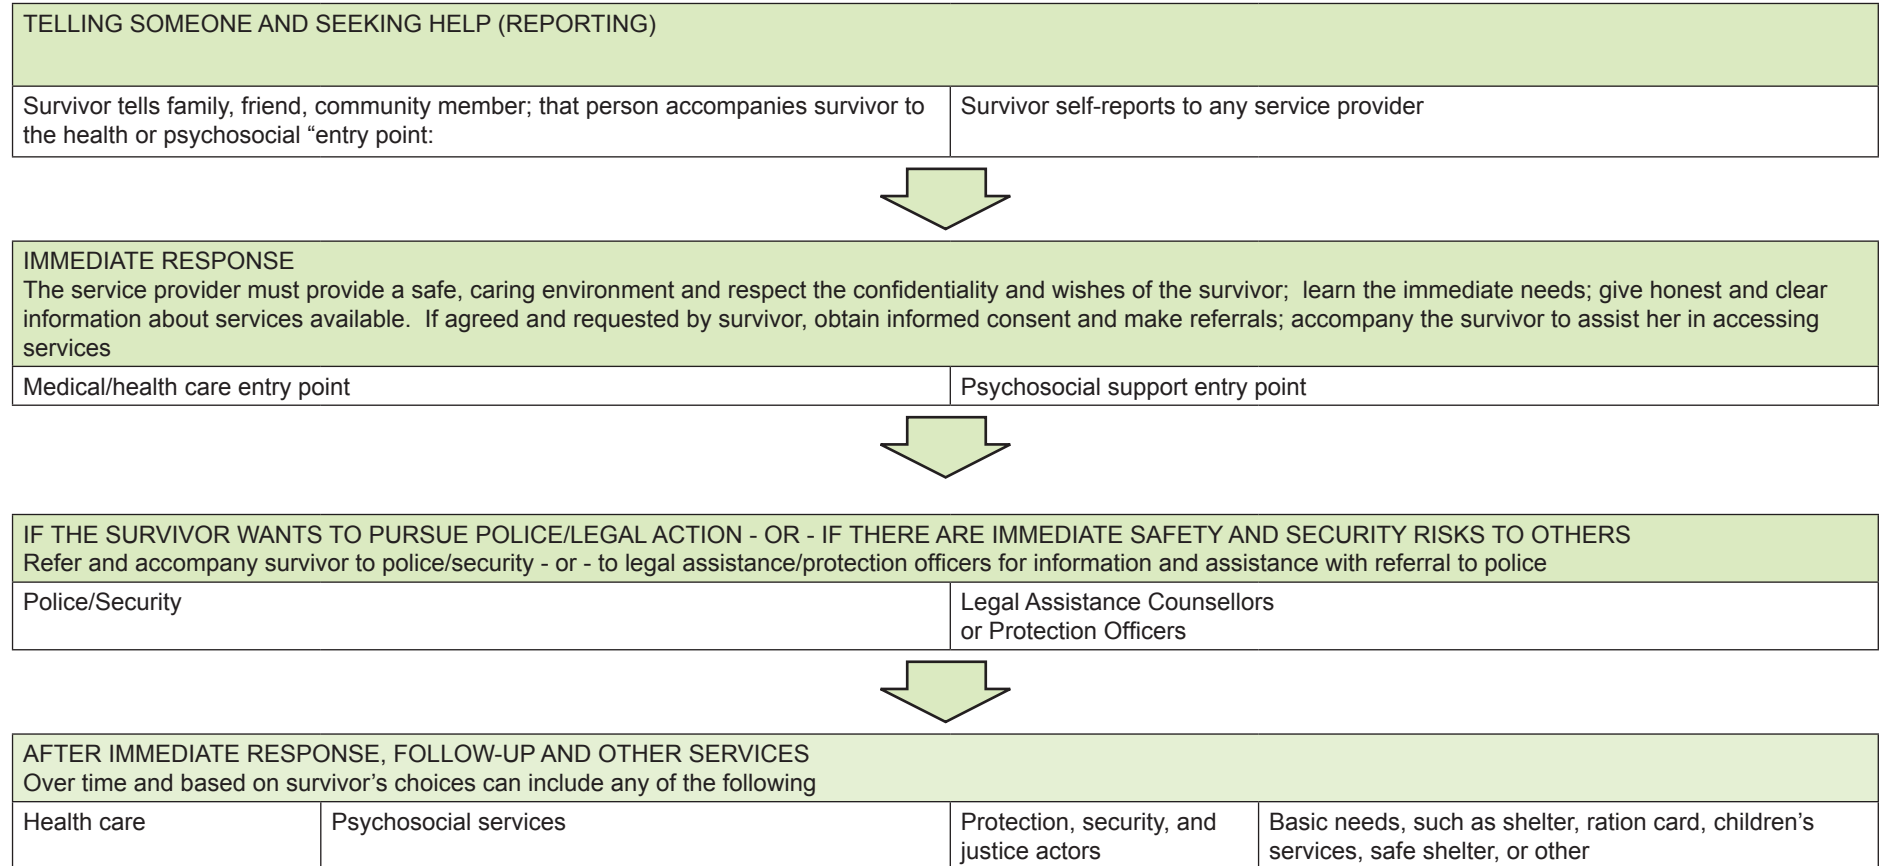 TELLING SOMEONE AND SEEKING HELP (REPORTING)
Survivor tells family, friend, community member; that person accompanies survivor to
the health or psychosocial “entry point:
Survivor self-reports to any service provider
IMMEDIATE RESPONSE
The service provider must provide a safe, caring environment and respect the confidentiality and wishes of the survivor;  learn the immediate needs; give honest and clear
information about services available.  If agreed and requested by survivor, obtain informed consent and make referrals; accompany the survivor to assist her in accessing
services
Medical/health care entry point
Psychosocial support entry point
IF THE SURVIVOR WANTS TO PURSUE POLICE/LEGAL ACTION - OR - IF THERE ARE IMMEDIATE SAFETY AND SECURITY RISKS TO OTHERS
Refer and accompany survivor to police/security - or - to legal assistance/protection officers for information and assistance with referral to police
Police/Security
Legal Assistance Counsellors
or Protection Officers
AFTER IMMEDIATE RESPONSE, FOLLOW-UP AND OTHER SERVICES
Over time and based on survivor’s choices can include any of the following
Health care
Psychosocial services
Protection, security, and
justice actors
Basic needs, such as shelter, ration card, children’s
services, safe shelter, or other